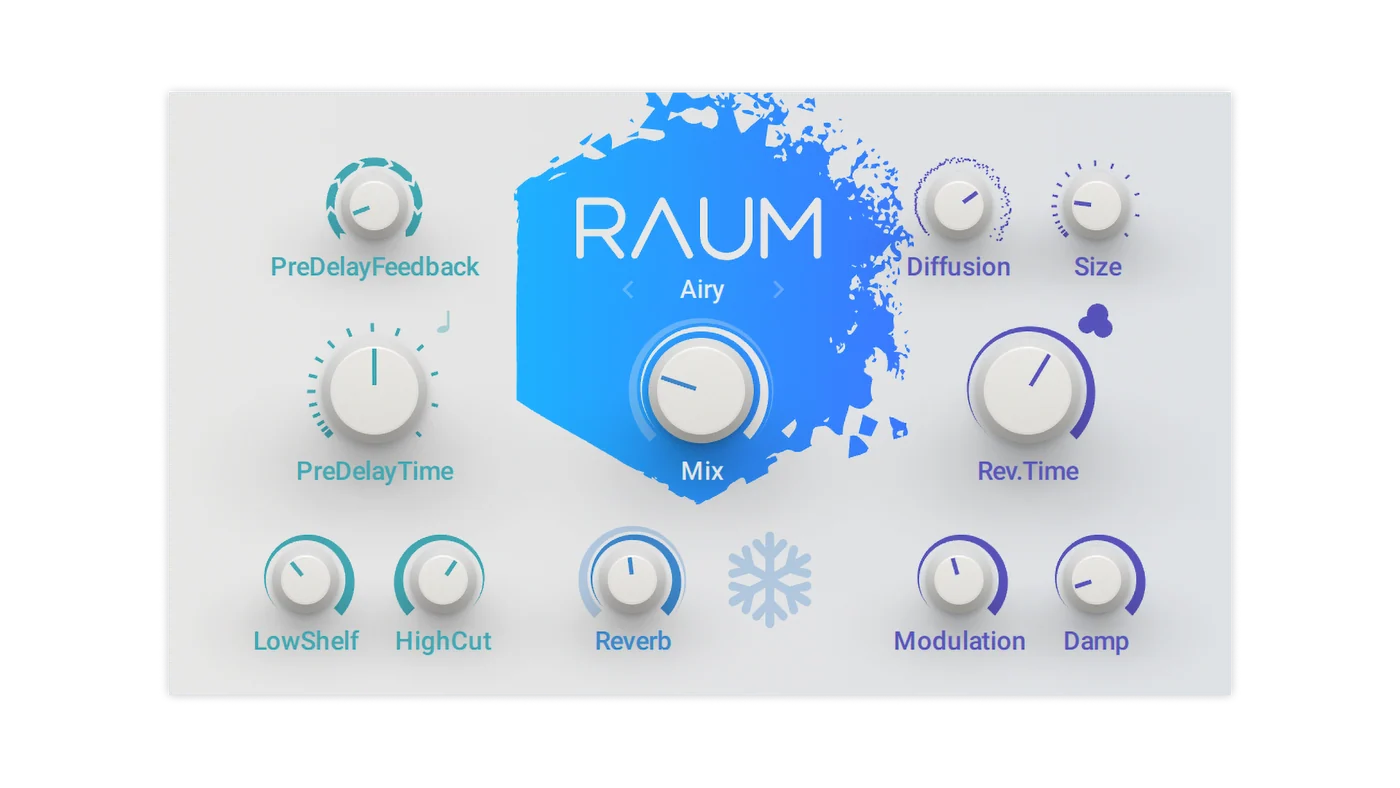 RAUM
Airy
PreDelayFeedback
Diffusion
Size
PreDelayTime
Mix
Rev.Time
LowShelf
HighCut
Reverb
Modulation
Damp